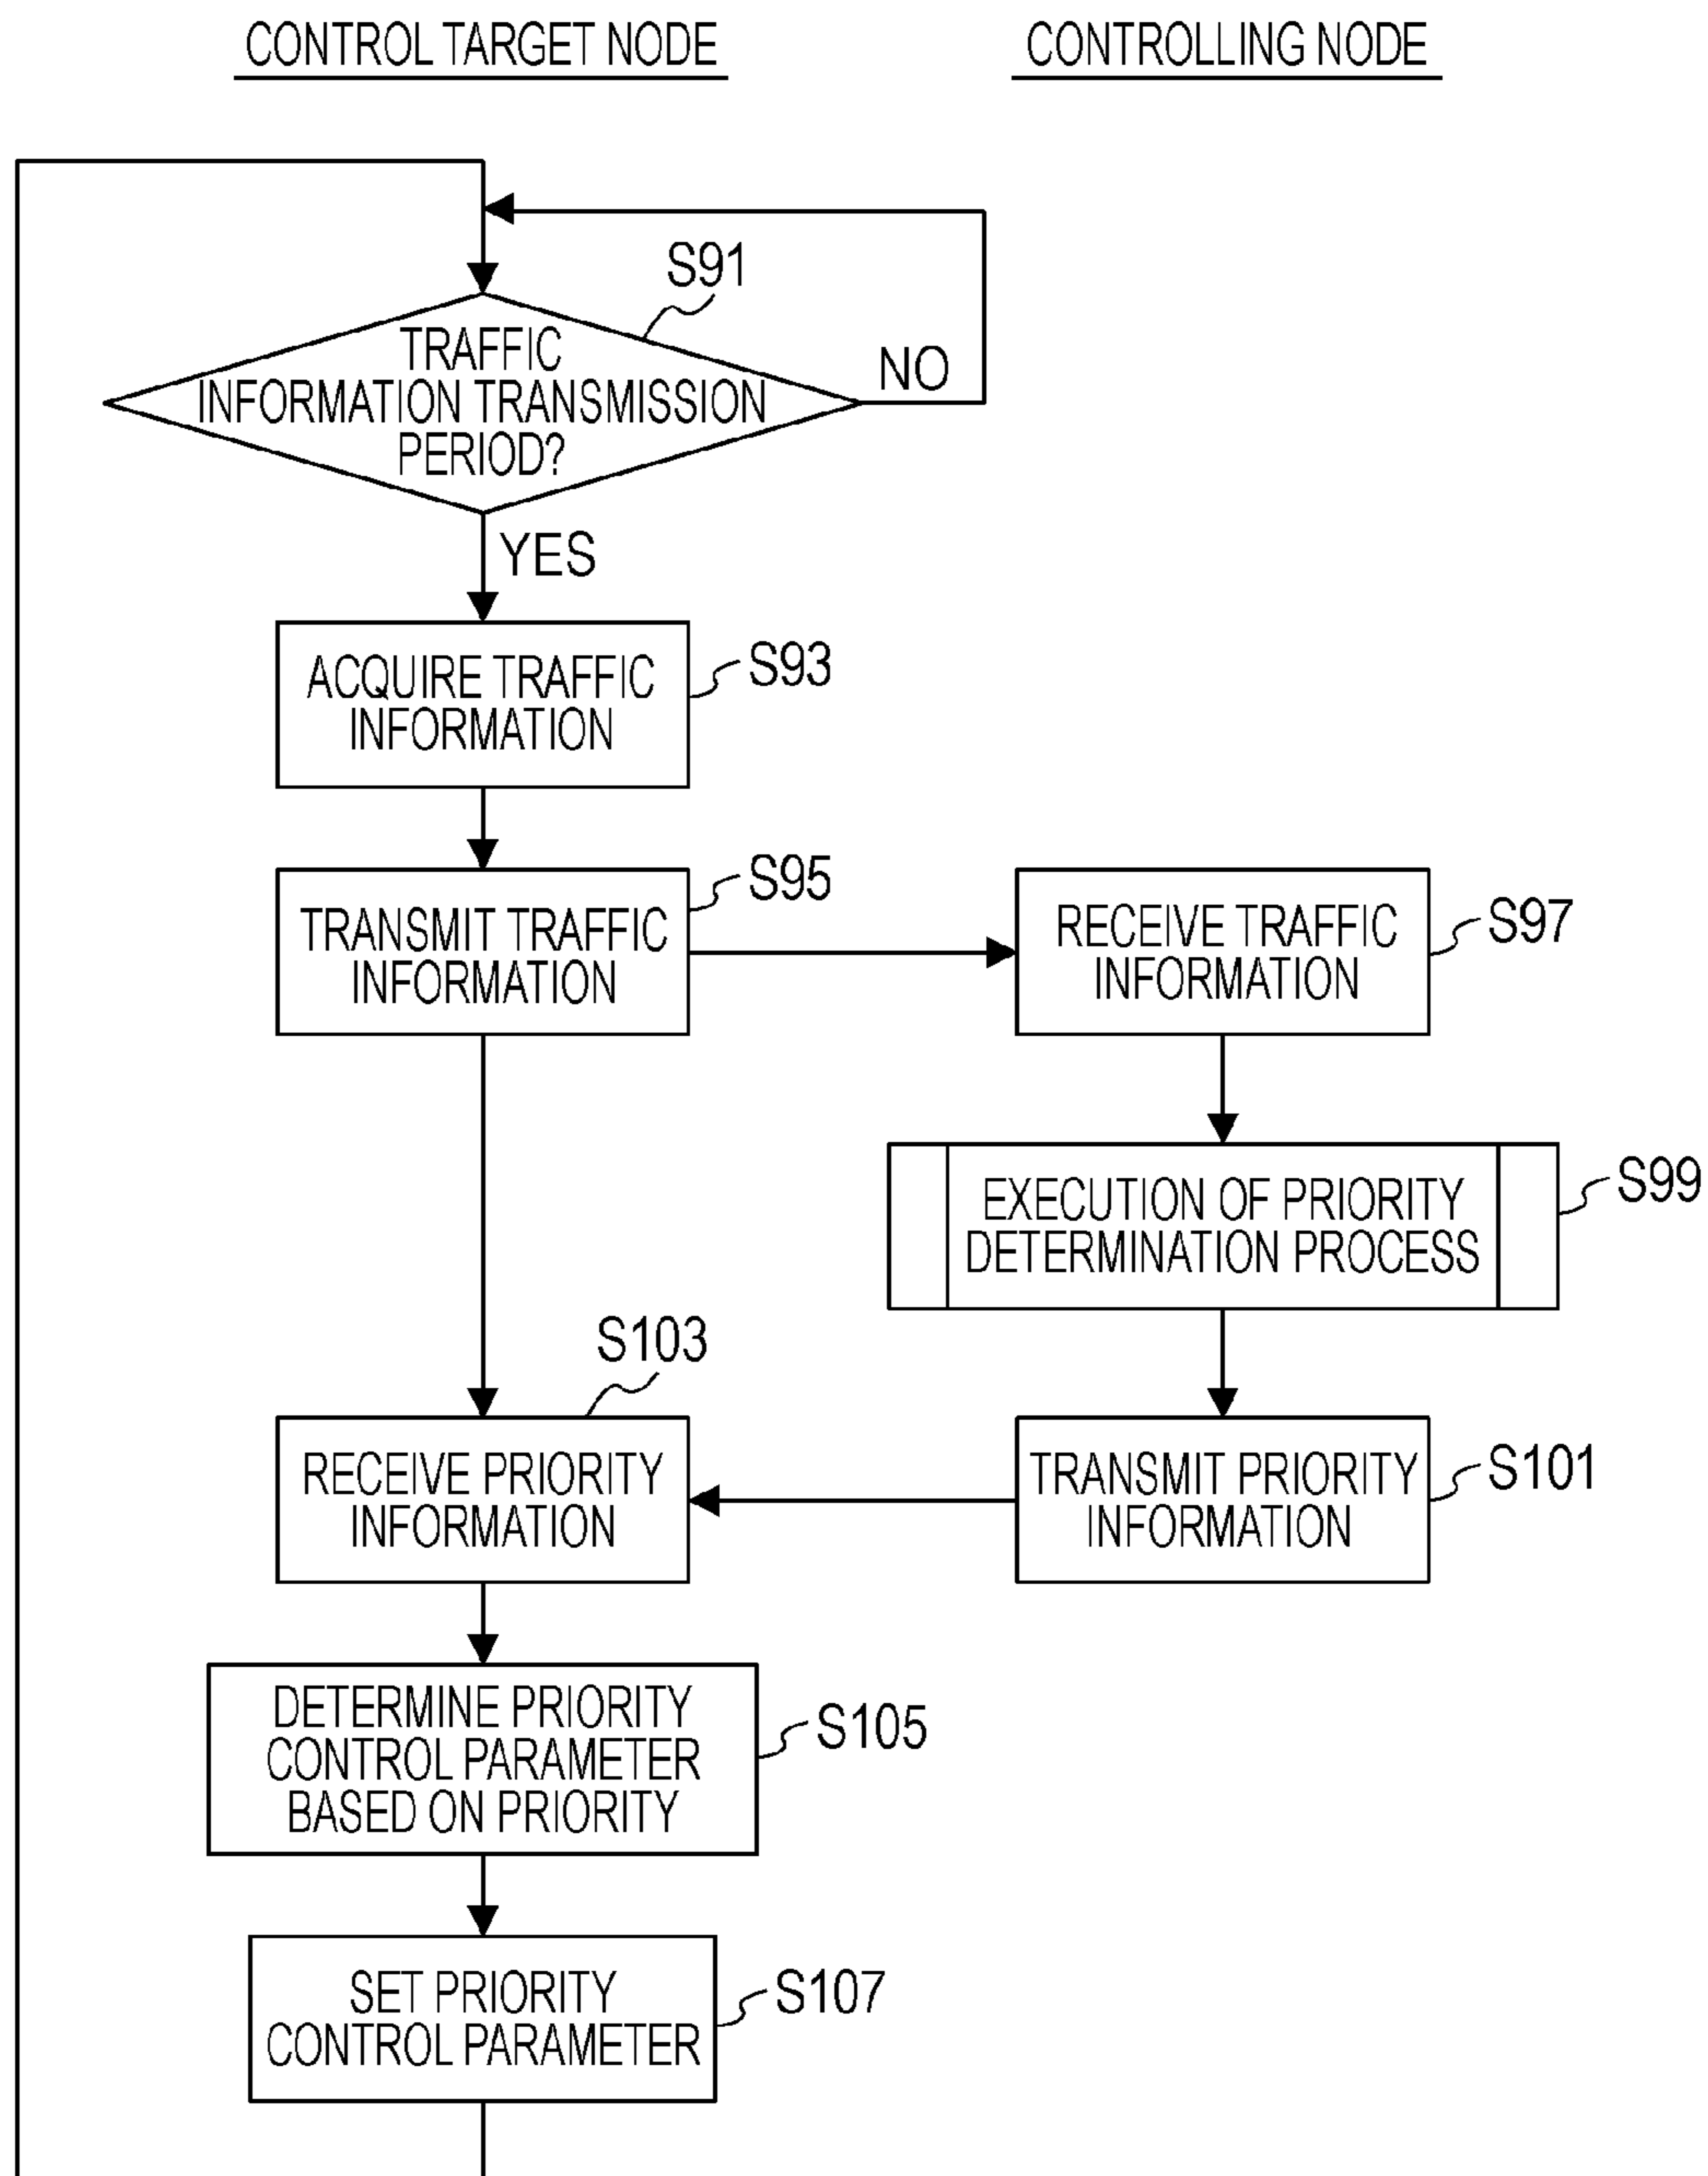 CONTROL TARGET NODE
CONTROLLING NODE
S91
TRAFFIC
INFORMATION TRANSMISSION
PERIOD?
NO
YES
ACQUIRE TRAFFIC
INFORMATION
S93
TRANSMIT TRAFFIC
INFORMATION
S95
RECEIVE TRAFFIC
INFORMATION
S97
EXECUTION OF PRIORITY
DETERMINATION PROCESS
S99
S103
RECEIVE PRIORITY
INFORMATION
TRANSMIT PRIORITY
INFORMATION
S101
DETERMINE PRIORITY
CONTROL PARAMETER
BASED ON PRIORITY
S105
SET PRIORITY
CONTROL PARAMETER
S107